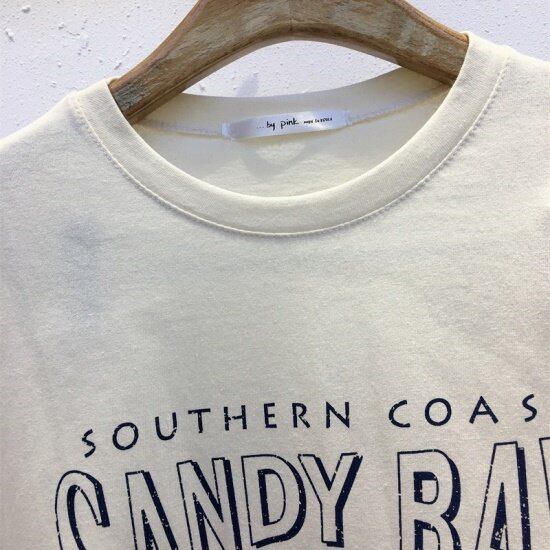 ... by pink. MADE IN KOREA
SOUTHERN COAS
CANDY BA